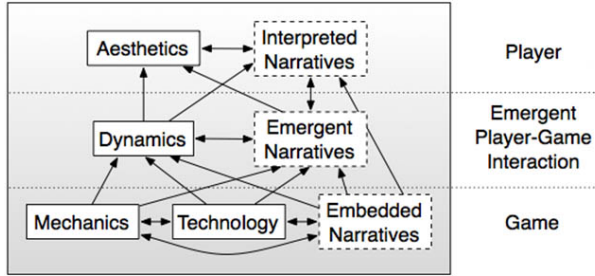 Aesthetics
Interpreted
Narratives
Player
Dynamics
Emergent
Narratives
Emergent
Player-Game
Interaction
Mechanics
Technology
Embedded
Narratives
Game